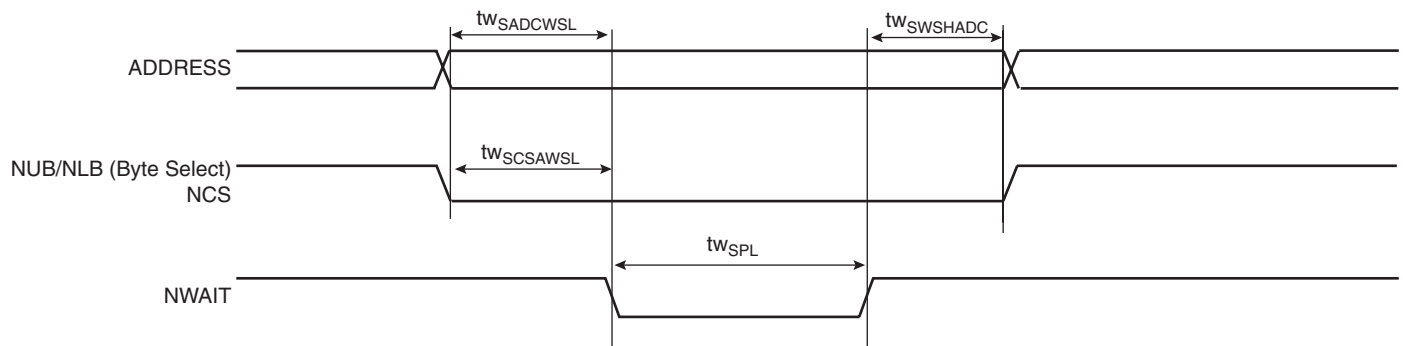 twSADCWSL
twSWSHADC
ADDRESS
NUB/NLB (Byte Select)
twSCSAWSL
NCS
twSPL
NWAIT